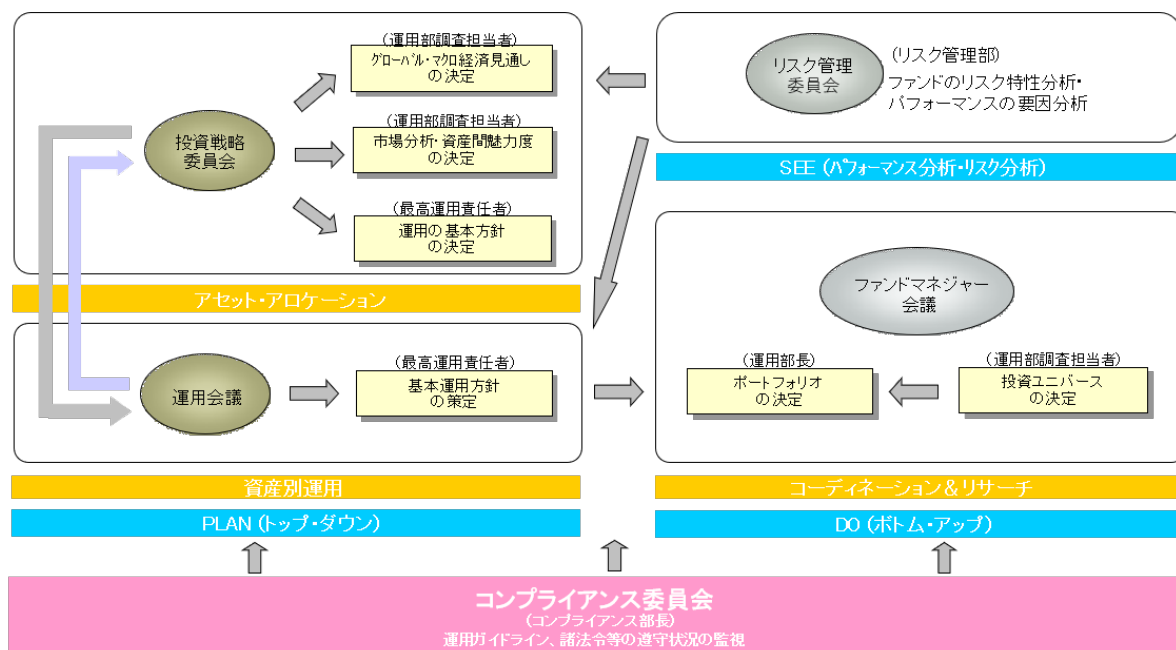 (運用部調査担当者)
グローバル・マクロ経済見通し
の決定
投資戦略
委員会
(運用部調査担当者)
市場分析・資産間魅力度
の決定
(最高運用責任者)
運用の基本方針
の決定
アセット・アロケーション
運用会議
(最高運用責任者)
基本運用方針
の策定
資産別運用
PLAN (トップ・ダウン)
リスク管理
委員会
(リスク管理部)
ファンドのリスク特性分析・
パフォーマンスの要因分析
SEE (パフォーマンス分析・リスク分析)
ファンドマネジャー
会議
(運用部長)
ポートフォリオ
の決定
(運用部調査担当者)
投資ユニバース
の決定
コーディネーション&リサーチ
DO (ボトム・アップ)
コンプライアンス委員会
(コンプライアンス部長)
運用ガイドライン、諸法令等の遵守状況の監視